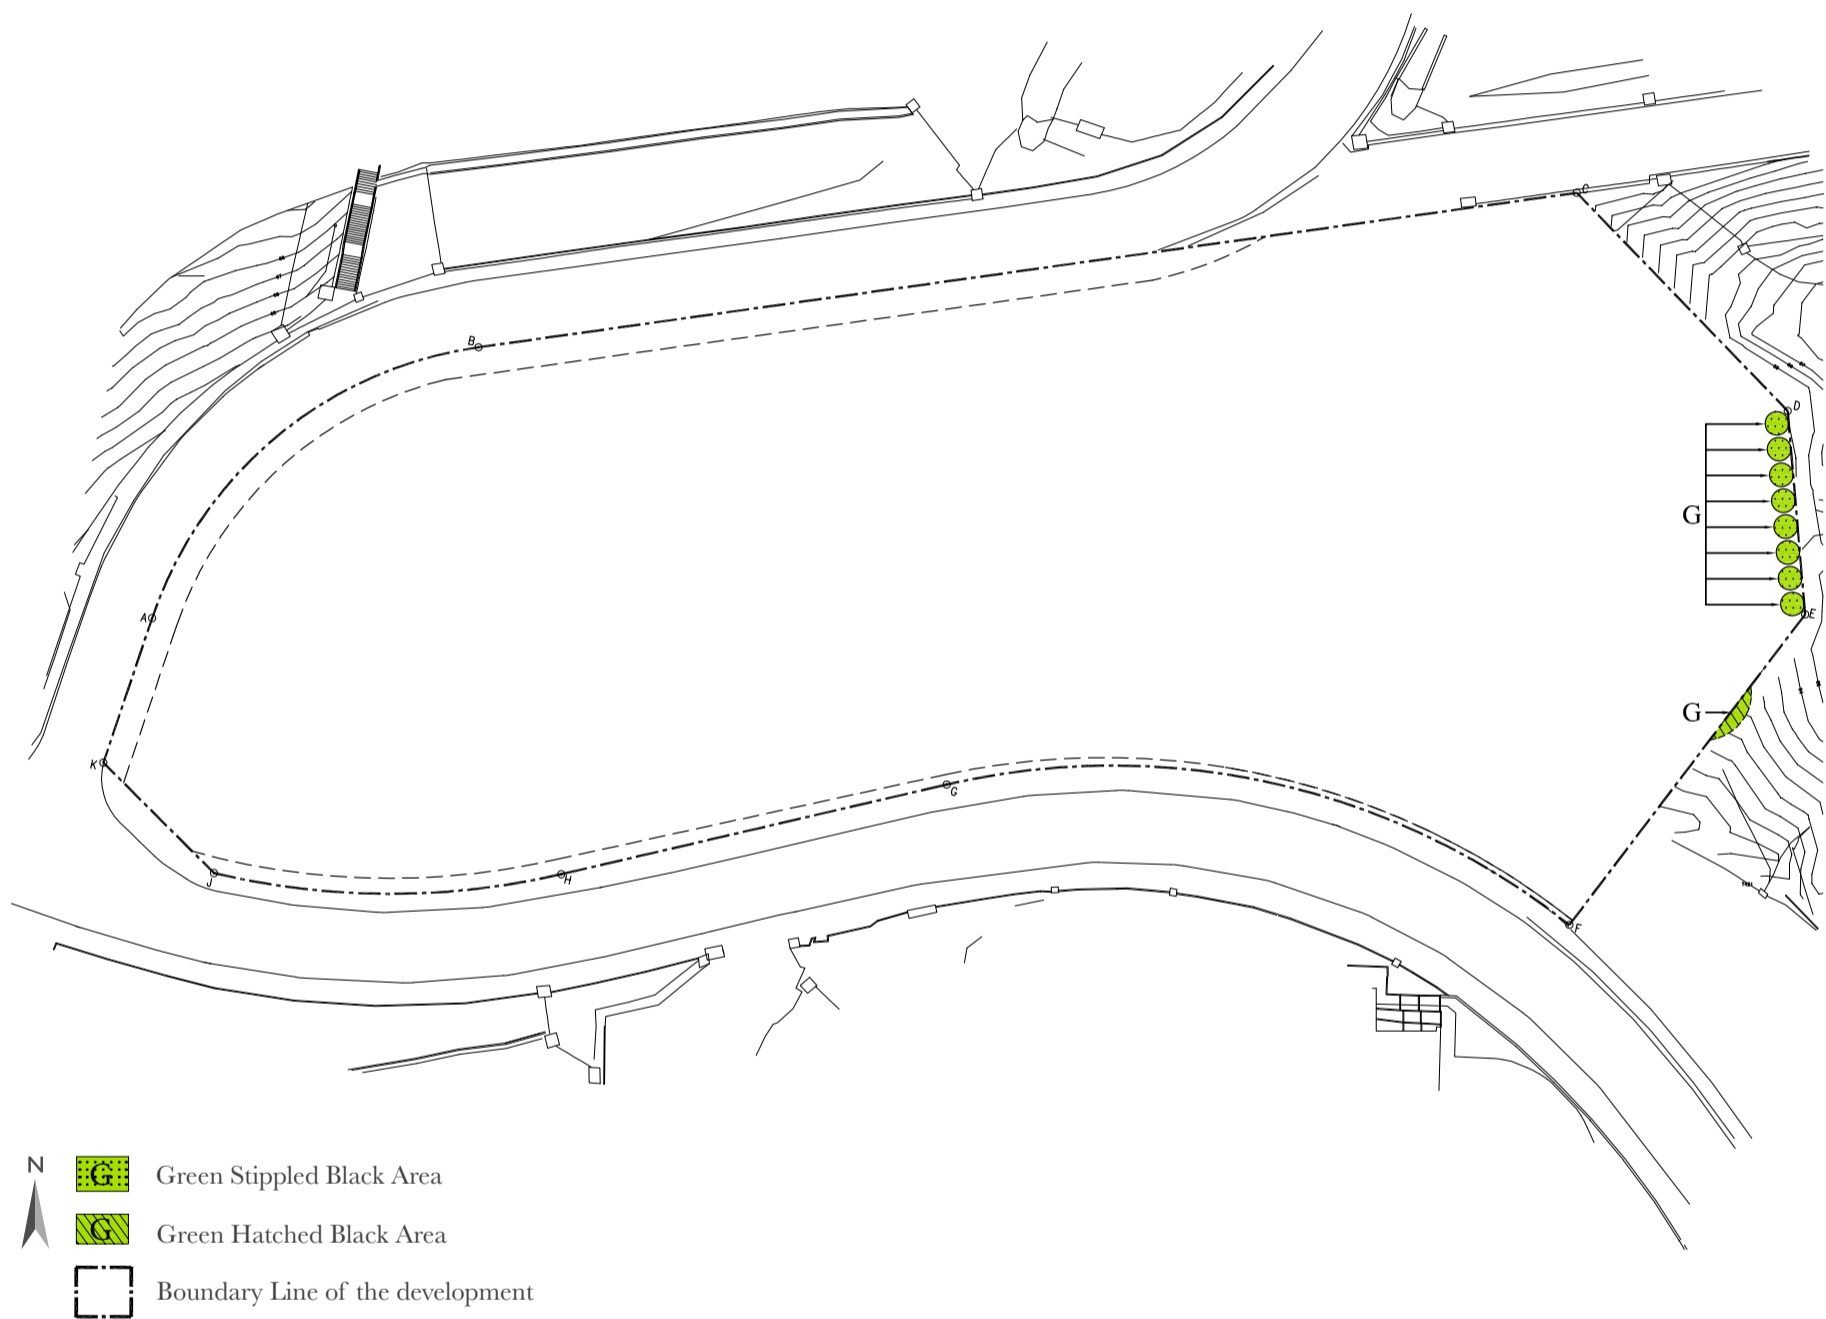 C
B
D
G
A
E
G
K
G
J
H
F
N
G Green Stippled Black Area
G Green Hatched Black Area
Boundary Line of the development